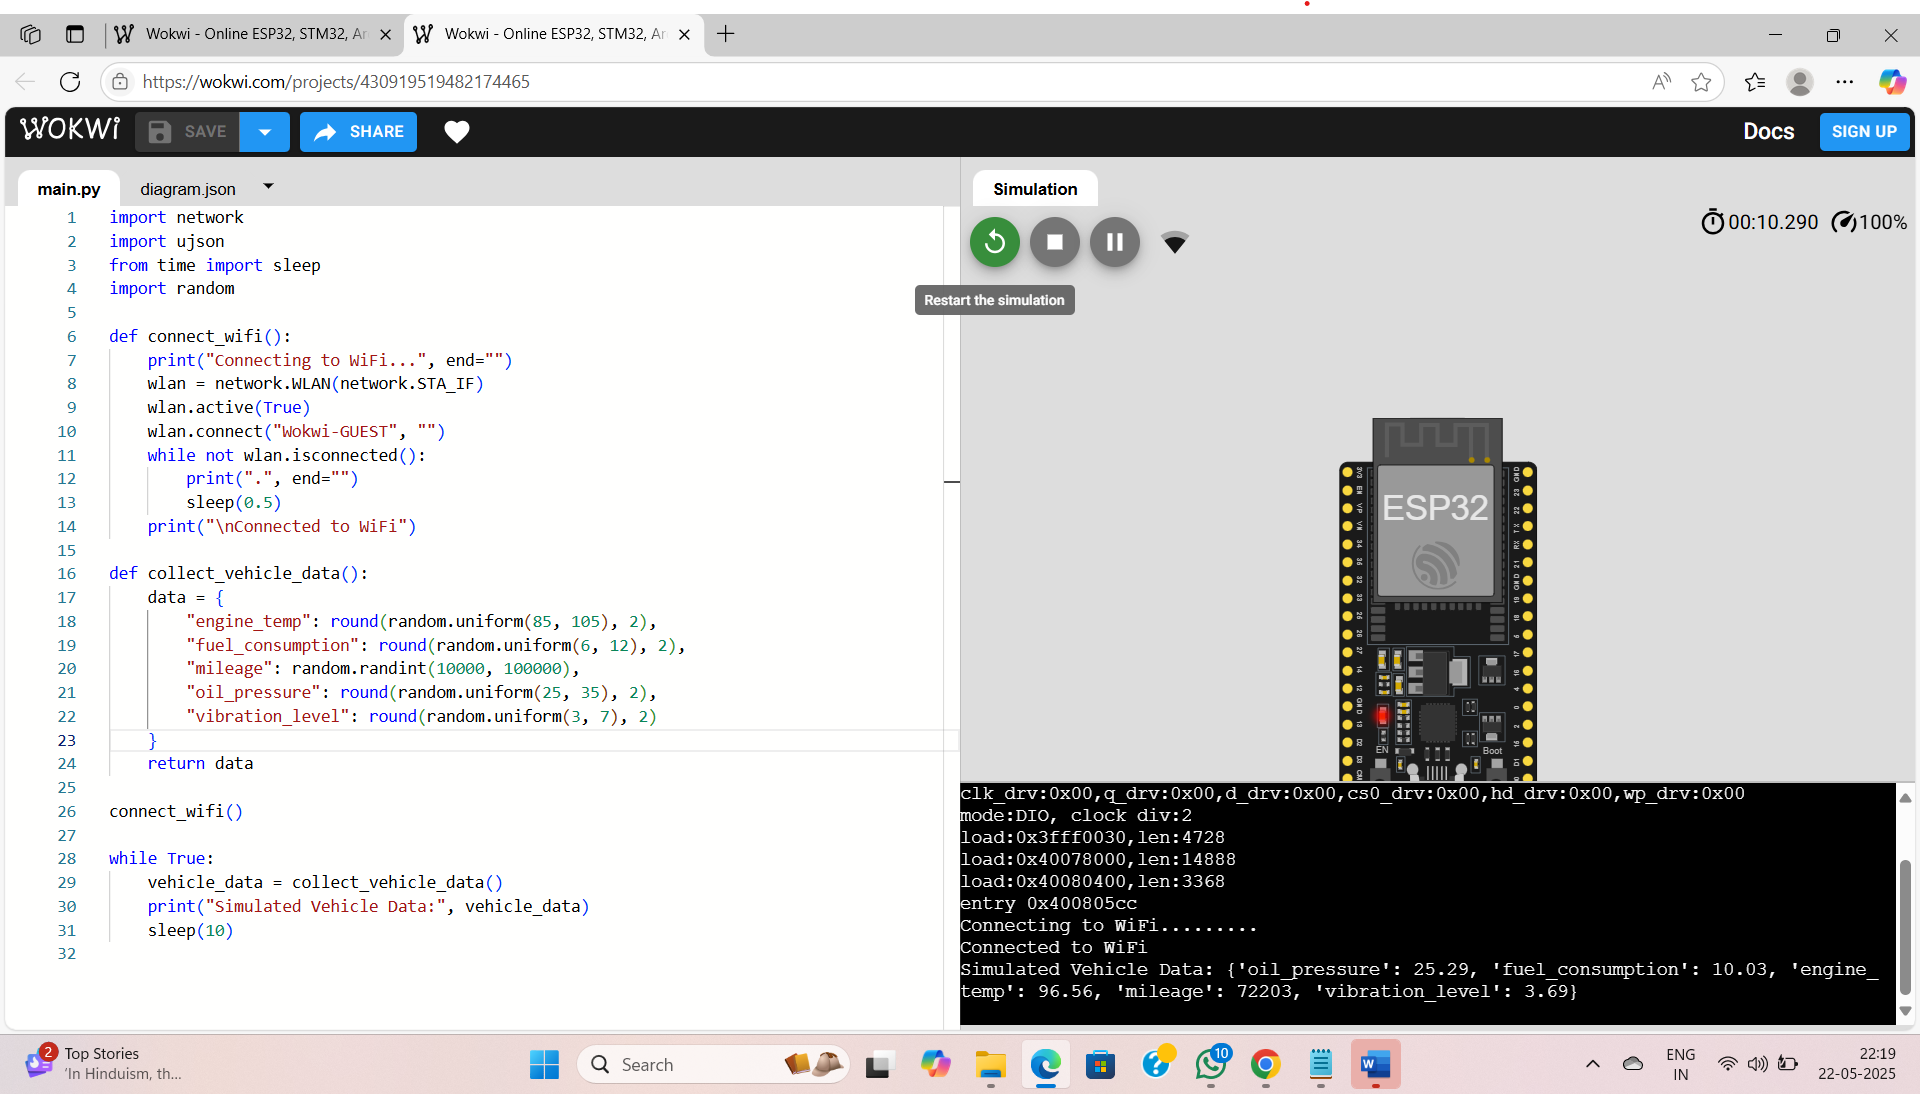 Wokwi - Online ESP32, STM32, Ar
Wokwi - Online ESP32, STM32, Ar
https://wokwi.com/projects/430919519482174465
WOKWi
SAVE
SHARE
Docs
SIGN UP
main.py
diagram.json
Simulation
00:10.290
100%
Restart the simulation
1 import network
2 import ujson
3 from time import sleep
4 import random
5
6 def connect_wifi():
7 print("Connecting to WiFi...", end="")
8 wlan = network.WLAN(network.STA_IF)
9 wlan.active(True)
10 wlan.connect("Wokwi-GUEST", "")
11 while not wlan.isconnected():
12 print(".", end="")
13 sleep(0.5)
14 print("\nConnected to WiFi")
15
16 def collect_vehicle_data():
17 data = {
18 "engine_temp": round(random.uniform(85, 105), 2),
19 "fuel_consumption": round(random.uniform(6, 12), 2),
20 "mileage": random.randint(10000, 100000),
21 "oil_pressure": round(random.uniform(25, 35), 2),
22 "vibration_level": round(random.uniform(3, 7), 2)
23 }
24 return data
25
26 connect_wifi()
27
28 while True:
29 vehicle_data = collect_vehicle_data()
30 print("Simulated Vehicle Data:", vehicle_data)
31 sleep(10)
32
ESP32
EN
Boot
clk_drv:0x00,q_drv:0x00,d_drv:0x00,cs0_drv:0x00,hd_drv:0x00,wp_drv:0x00
mode:DIO, clock div:2
load:0x3fff0030,len:4728
load:0x40078000,len:14888
load:0x40080400,len:3368
entry 0x400805cc
Connecting to WiFi.........
Connected to WiFi
Simulated Vehicle Data: {'oil_pressure': 25.29, 'fuel_consumption': 10.03, 'engine_
temp': 96.56, 'mileage': 72203, 'vibration_level': 3.69}
2
Top Stories
'In Hinduism, th...
Search
10
ENG
IN
22:19
22-05-2025